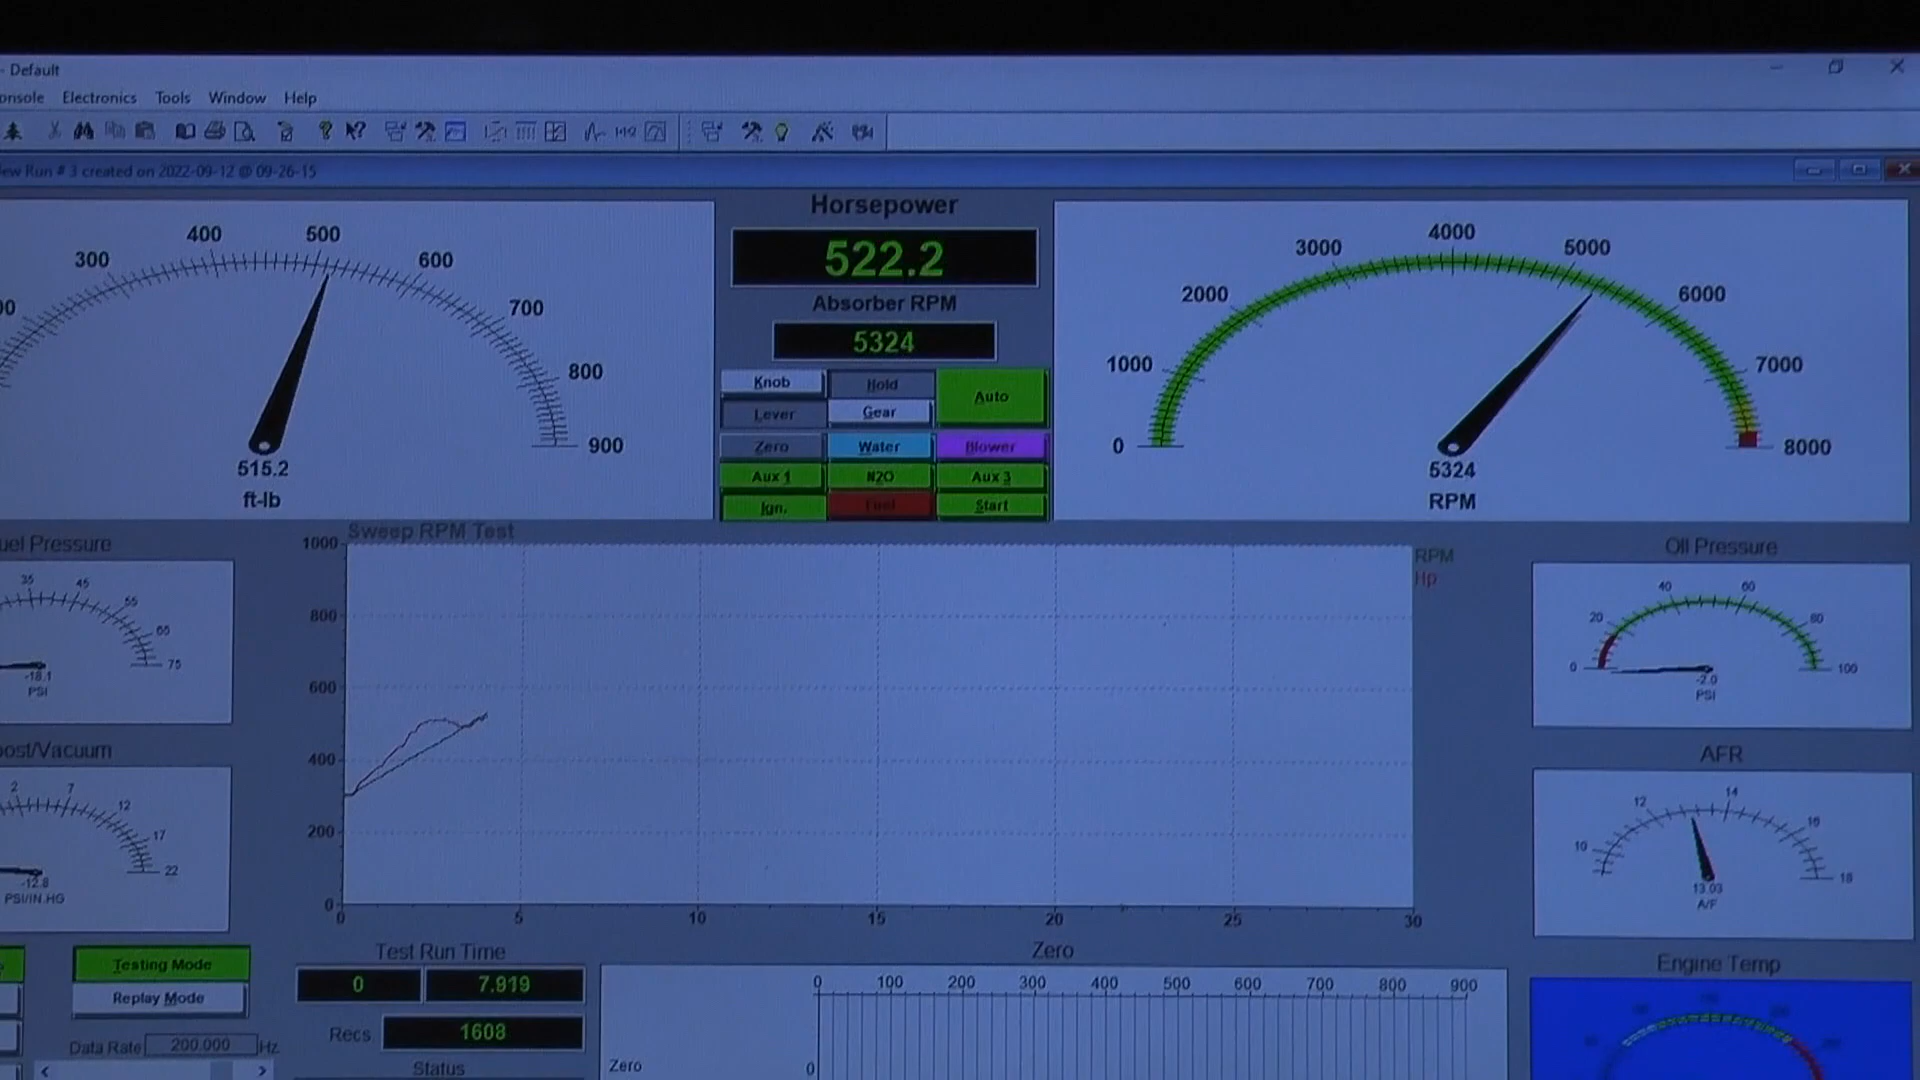 - Default
onsole Electronics Tools Window Help
ew Run # 3 created on 2022-09-12 @ 09-26-15
300 400 500 600 700 800 900
515.2
ft-lb
Horsepower
522.2
Absorber RPM
5324
Knob Hold Auto
Lever Gear
Zero Water Blower
Aux 1 N2O Aux 3
Ign. Fuel Start
0 1000 2000 3000 4000 5000 6000 7000 8000
5324
RPM
uel Pressure
35 45 55 65 75
-18.1
PSI
ost/Vacuum
2 7 12 17 22
-12.8
PSI/IN.HG
Sweep RPM Test
1000
800
600
400
200
0
0 5 10 15 20 25 30
RPM
Hp
Oil Pressure
0 20 40 60 80 100
-2.0
PSI
AFR
10 12 14 16 18
13.03
A/F
Engine Temp
Testing Mode
Replay Mode
Data Rate 200.000 Hz
Test Run Time
0 7.919
Recs 1608
Status
Zero
0 100 200 300 400 500 600 700 800 900
Zero 0